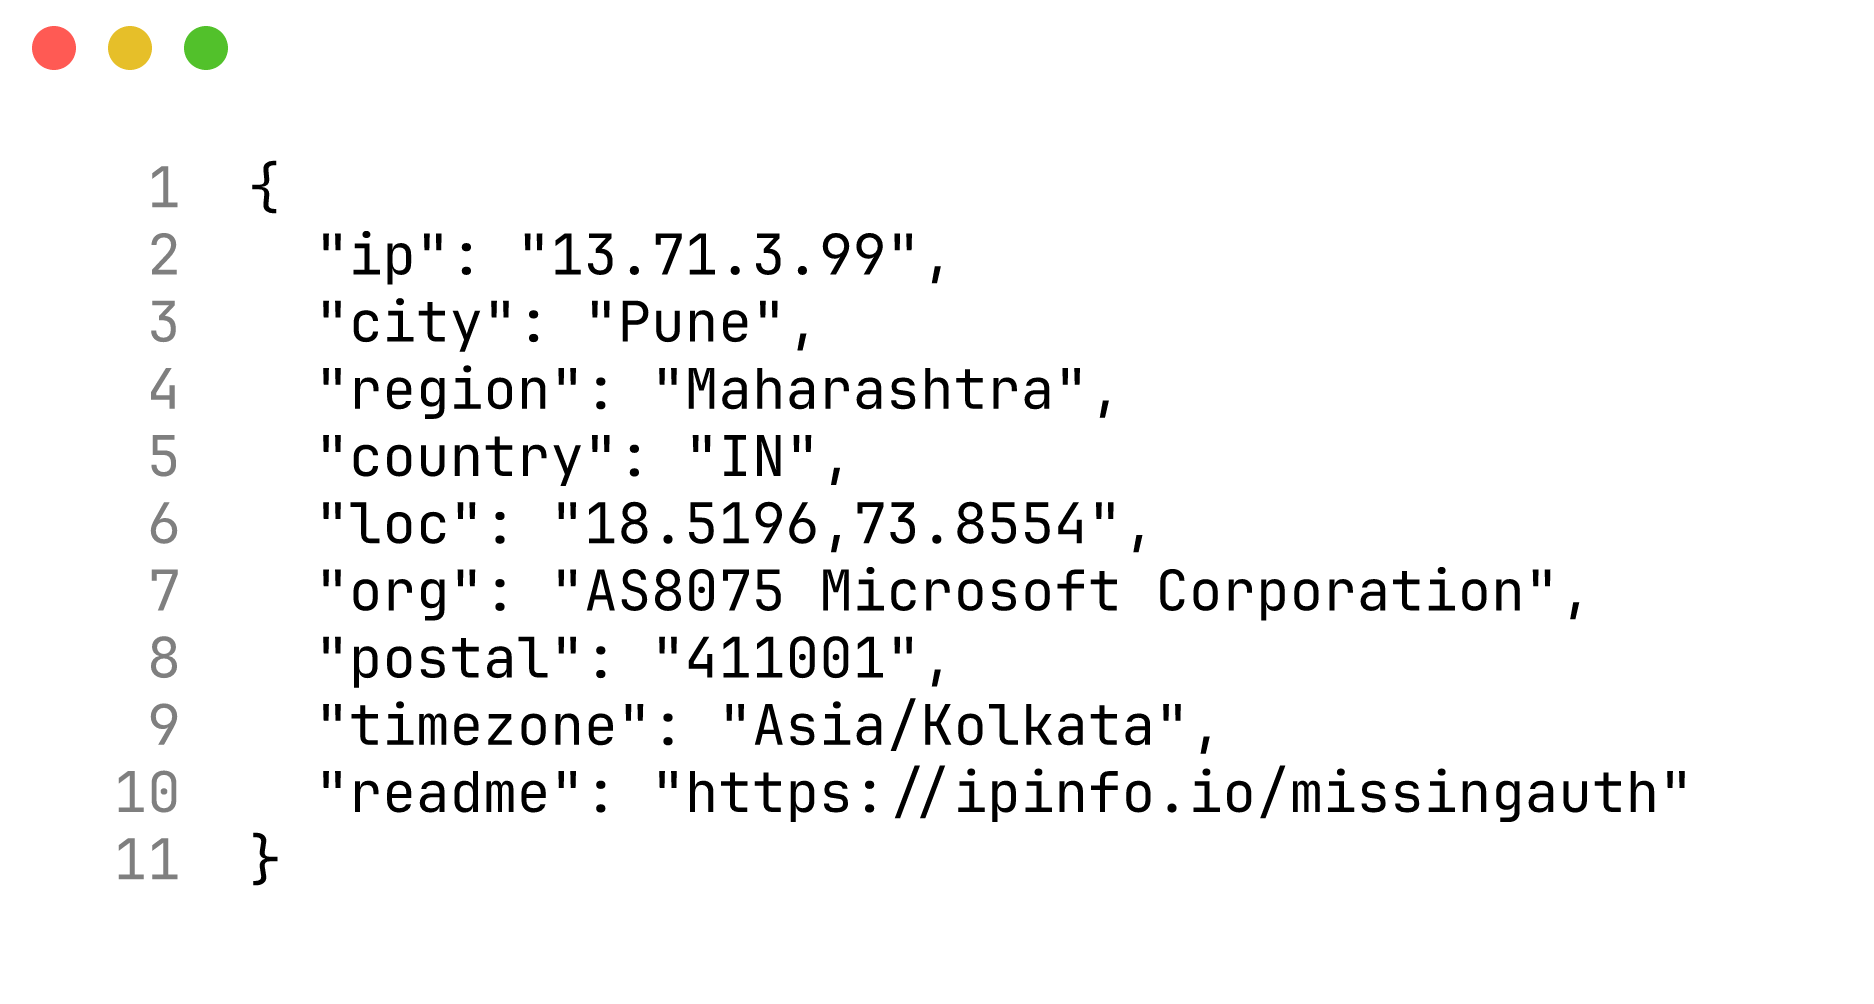 1 {
2   "ip": "13.71.3.99",
3   "city": "Pune",
4   "region": "Maharashtra",
5   "country": "IN",
6   "loc": "18.5196,73.8554",
7   "org": "AS8075 Microsoft Corporation",
8   "postal": "411001",
9   "timezone": "Asia/Kolkata",
10   "readme": "https://ipinfo.io/missingauth"
11 }